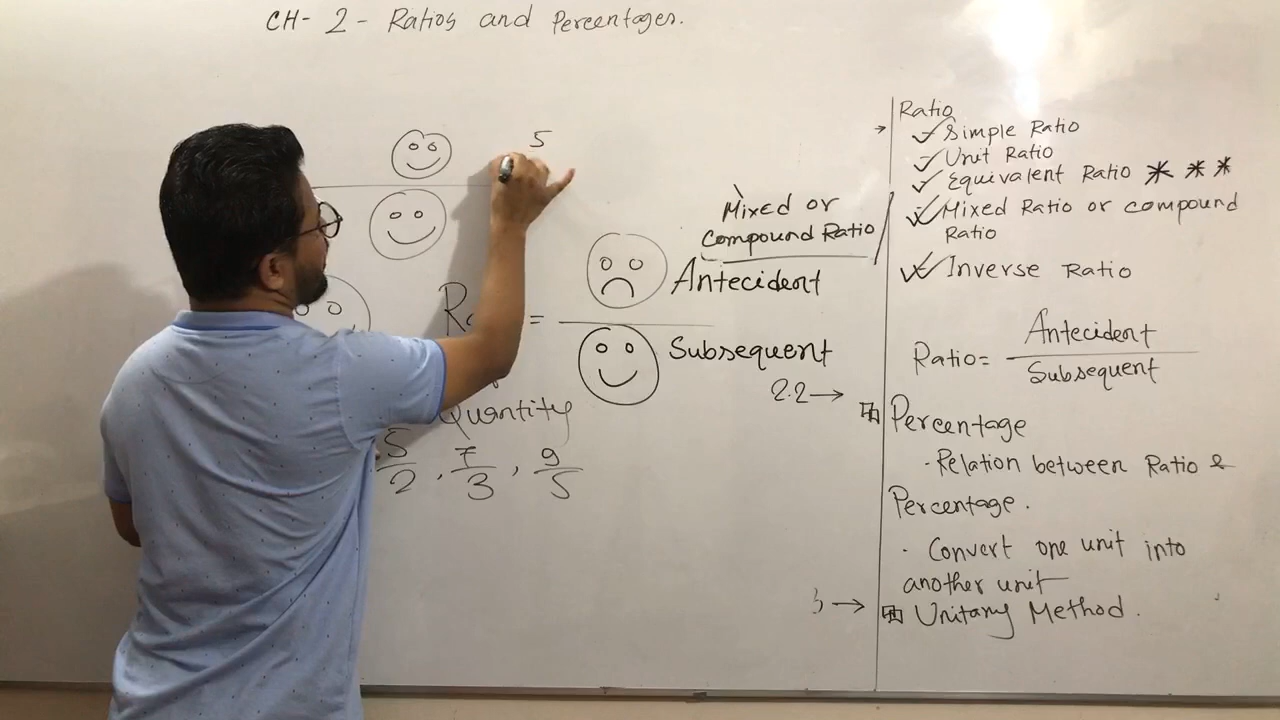 CH- 2 - Ratios and Percentages.
5
Mixed or
Compound Ratio
Antecident
=
Subsequent
Quantity
5/2 , 7/3 , 9/5
Ratio
Simple Ratio
Unit Ratio
Equivalent Ratio * * *
Mixed Ratio or compound
Ratio
Inverse Ratio
Ratio= Antecident
Subsequent
2.2 →
Percentage
· Relation between Ratio &
Percentage.
· Convert one unit into
another unit
→ Unitary Method.